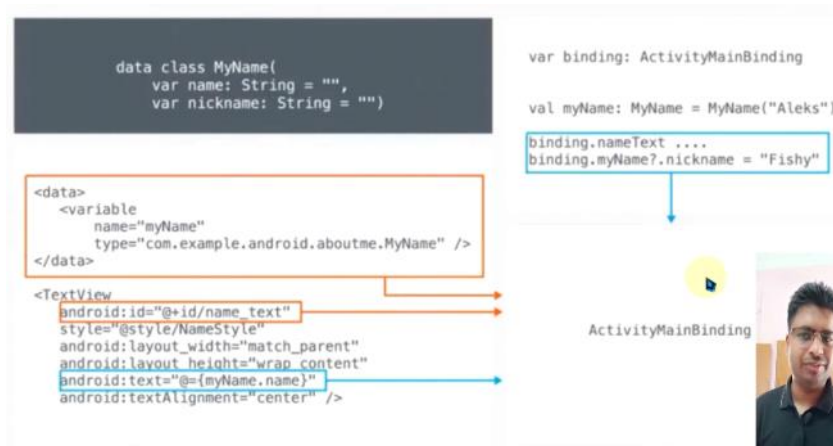 data class MyName(
var name: String = "",
var nickname: String = "")
<data>
<variable
name="myName"
type="com.example.android.aboutme.MyName" />
</data>
<TextView
android:id="@+id/name_text"
style="@style/NameStyle"
android:layout_width="match_parent"
android:layout_height="wrap_content"
android:text="@={myName.name}"
android:textAlignment="center" />
var binding: ActivityMainBinding
val myName: MyName = MyName("Aleks")
binding.nameText ....
binding.myName?.nickname = "Fishy"
ActivityMainBinding